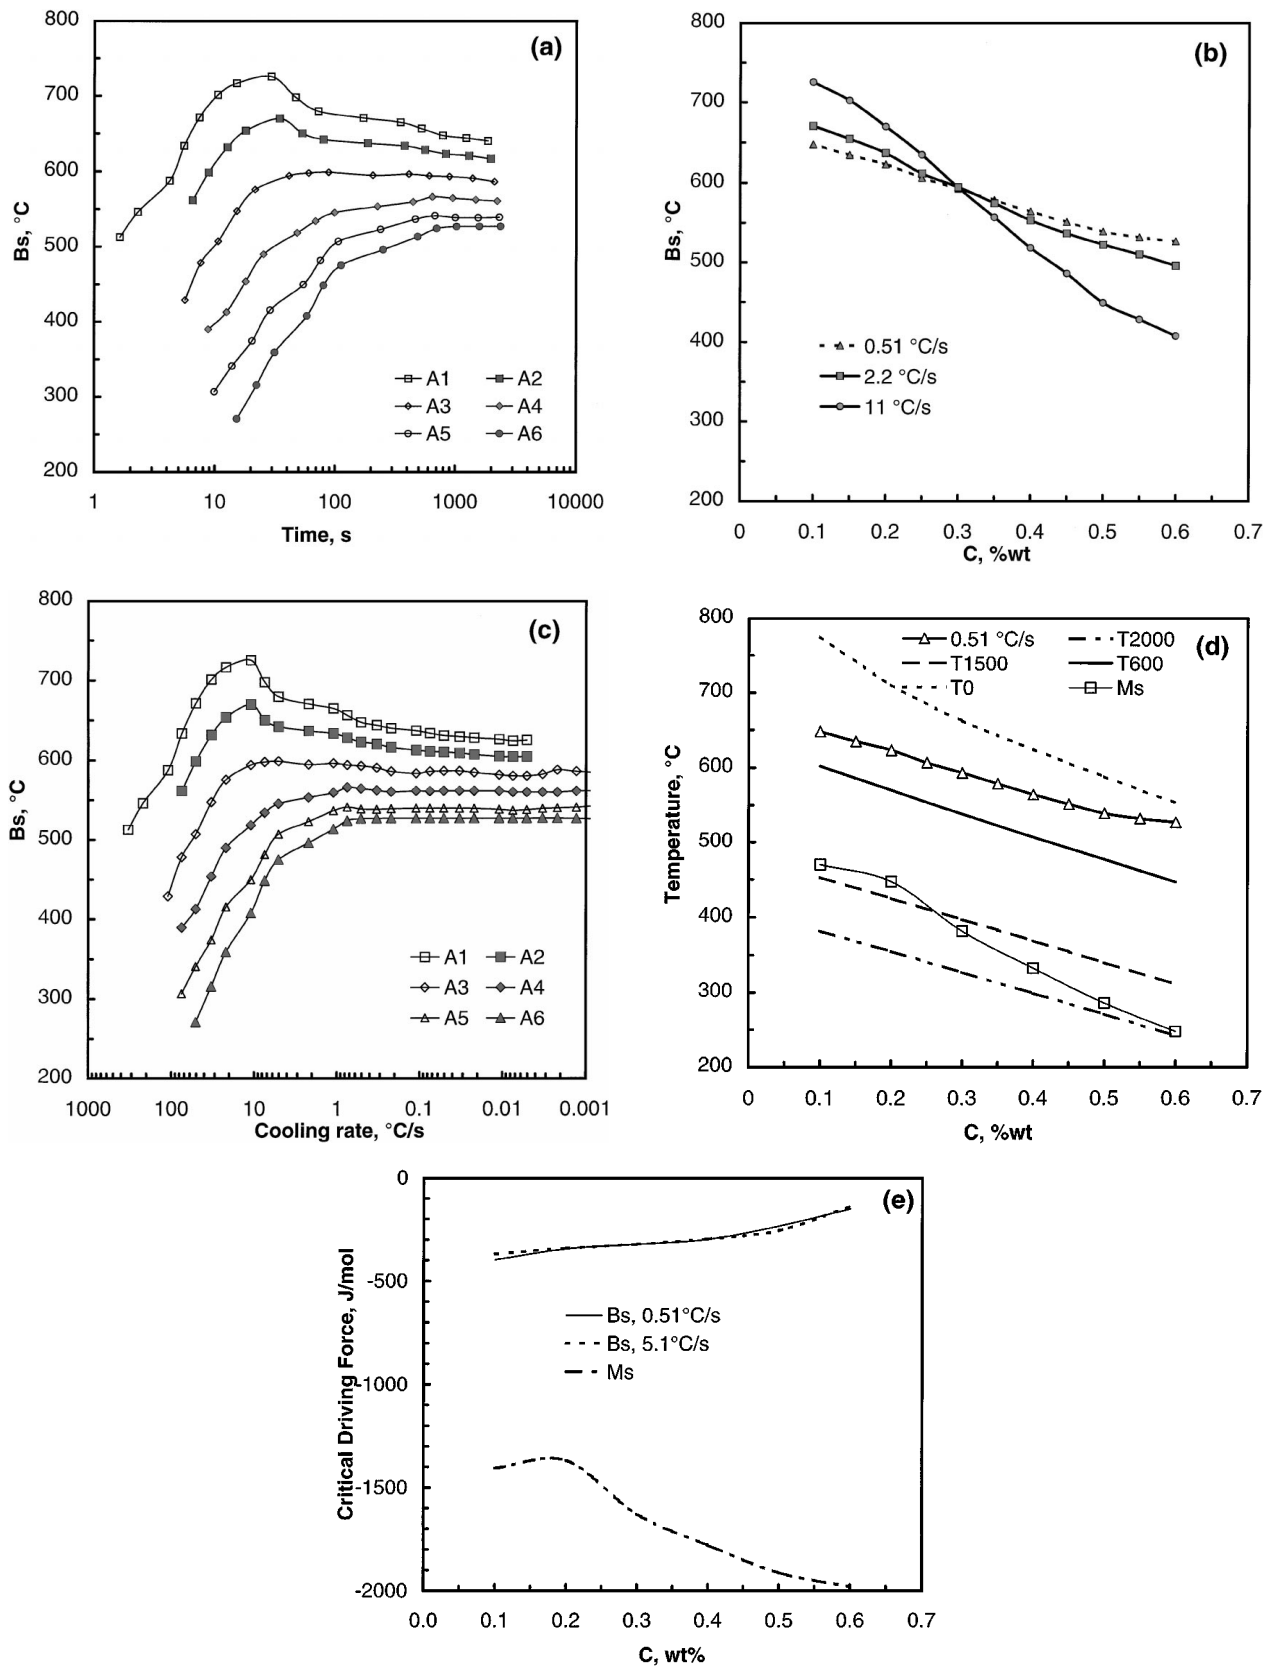 (a)
800
700
600
500
400
300
200
Bs, °C
A1 A2
A3 A4
A5 A6
1 10 100 1000 10000
Time, s
(b)
800
700
600
500
400
300
200
Bs, °C
0.51 °C/s
2.2 °C/s
11 °C/s
0 0.1 0.2 0.3 0.4 0.5 0.6 0.7
C, %wt
(c)
800
700
600
500
400
300
200
Bs, °C
A1 A2
A3 A4
A5 A6
1000 100 10 1 0.1 0.01 0.001
Cooling rate, °C/s
(d)
800
700
600
500
400
300
200
Temperature, °C
0.51 °C/s T2000
T1500 T600
T0 Ms
0 0.1 0.2 0.3 0.4 0.5 0.6 0.7
C, %wt
(e)
0
-500
-1000
-1500
-2000
Critical Driving Force, J/mol
Bs, 0.51°C/s
Bs, 5.1°C/s
Ms
0.0 0.1 0.2 0.3 0.4 0.5 0.6 0.7
C, wt%